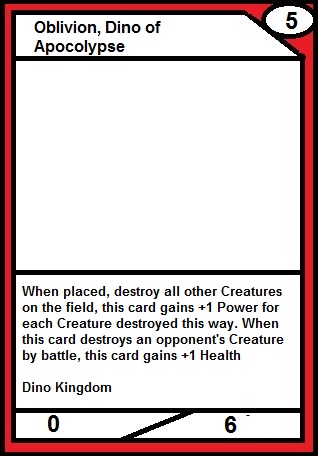 Oblivion, Dino of
Apocolypse
5
When placed, destroy all other Creatures
on the field, this card gains +1 Power for
each Creature destroyed this way. When
this card destroys an opponent's Creature
by battle, this card gains +1 Health
Dino Kingdom
0
6